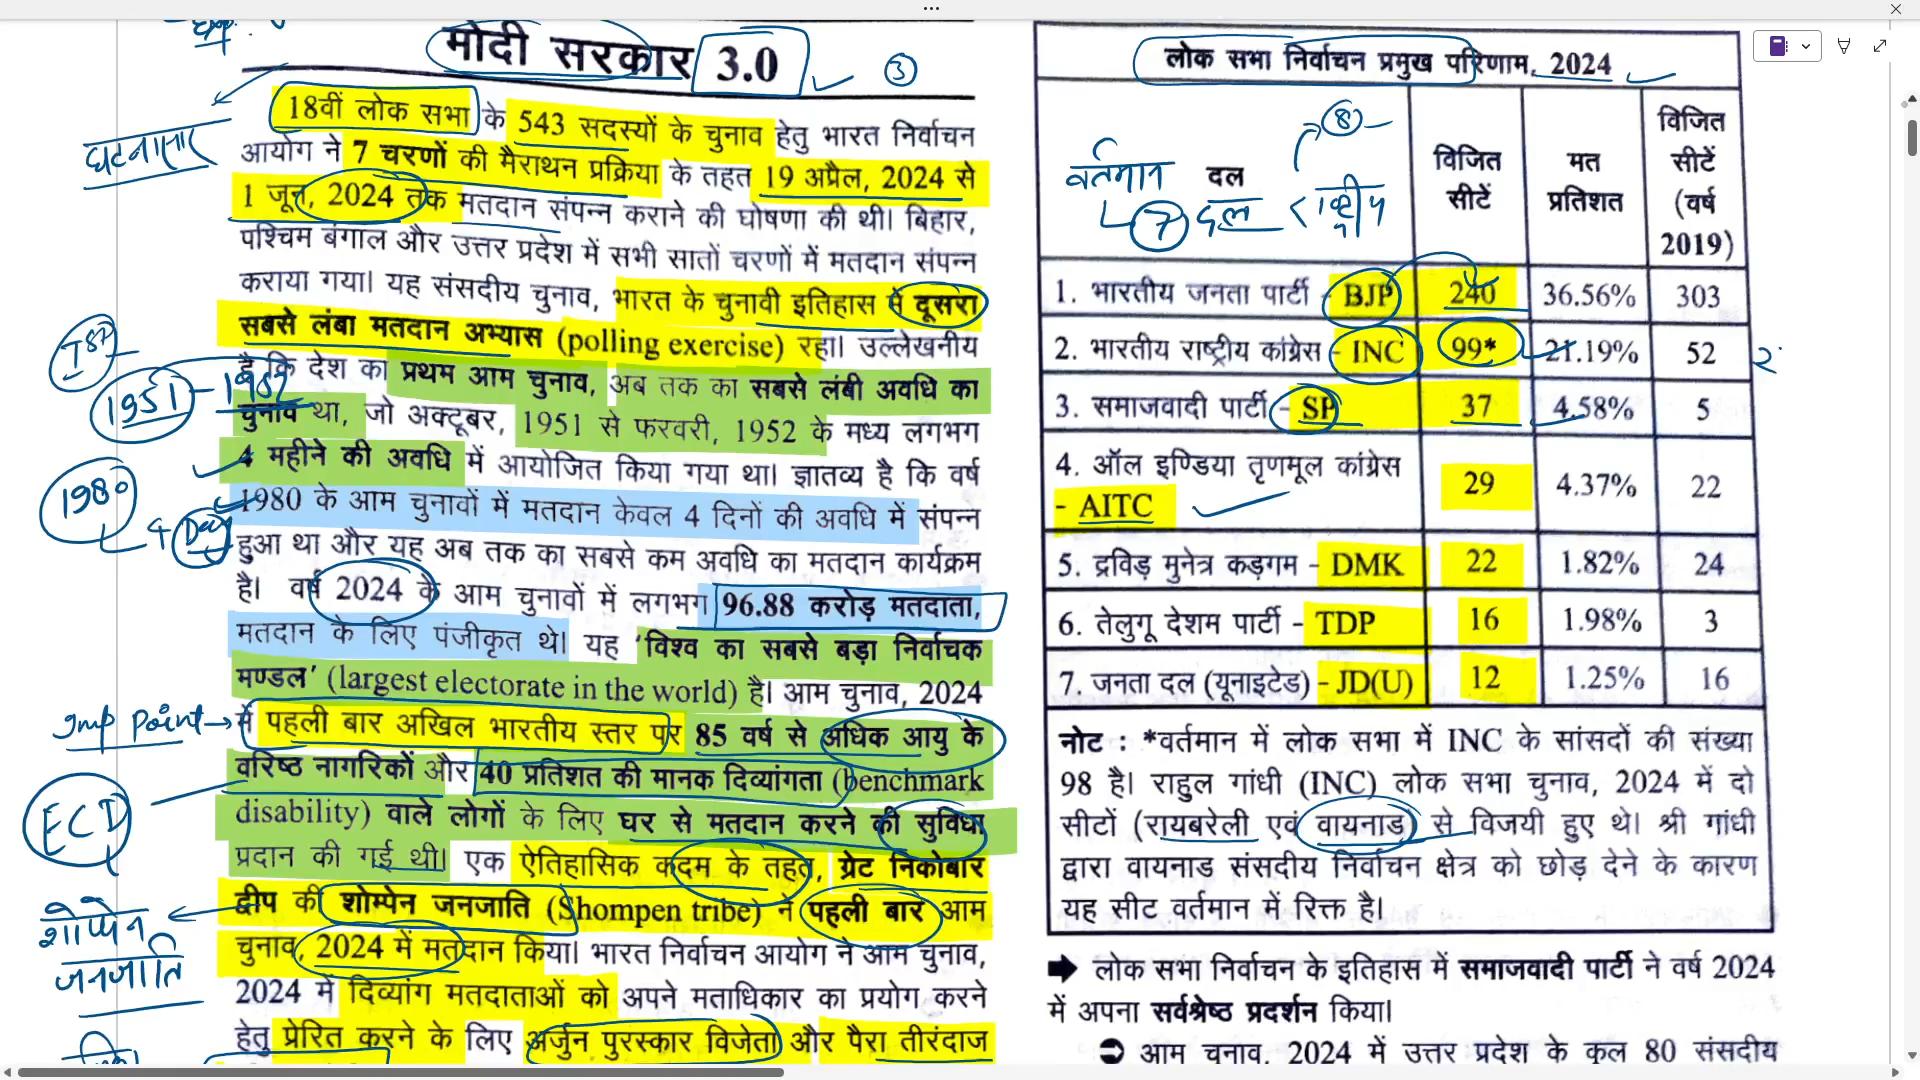 मोदी सरकार 3.0
3
18वीं लोक सभा के 543 सदस्यों के चुनाव हेतु भारत निर्वाचन
आयोग ने 7 चरणों की मैराथन प्रक्रिया के तहत 19 अप्रैल, 2024 से
1 जून, 2024 तक मतदान संपन्न कराने की घोषणा की थी। बिहार,
पश्चिम बंगाल और उत्तर प्रदेश में सभी सातों चरणों में मतदान संपन्न
कराया गया। यह संसदीय चुनाव, भारत के चुनावी इतिहास में दूसरा
सबसे लंबा मतदान अभ्यास (polling exercise) रहा। उल्लेखनीय
है कि देश का प्रथम आम चुनाव, अब तक का सबसे लंबी अवधि का
चुनाव था, जो अक्टूबर, 1951 से फरवरी, 1952 के मध्य लगभग
4 महीने की अवधि में आयोजित किया गया था। ज्ञातव्य है कि वर्ष
1980 के आम चुनावों में मतदान केवल 4 दिनों की अवधि में संपन्न
हुआ था और यह अब तक का सबसे कम अवधि का मतदान कार्यक्रम
है। वर्ष 2024 के आम चुनावों में लगभग 96.88 करोड़ मतदाता,
मतदान के लिए पंजीकृत थे। यह 'विश्व का सबसे बड़ा निर्वाचक
मण्डल' (largest electorate in the world) है। आम चुनाव, 2024
में पहली बार अखिल भारतीय स्तर पर 85 वर्ष से अधिक आयु के
वरिष्ठ नागरिकों और 40 प्रतिशत की मानक दिव्यांगता (benchmark
disability) वाले लोगों के लिए घर से मतदान करने की सुविधा
प्रदान की गई थी। एक ऐतिहासिक कदम के तहत, ग्रेट निकोबार
द्वीप की शोम्पेन जनजाति (Shompen tribe) ने पहली बार आम
चुनाव, 2024 में मतदान किया। भारत निर्वाचन आयोग ने आम चुनाव,
2024 में दिव्यांग मतदाताओं को अपने मताधिकार का प्रयोग करने
हेतु प्रेरित करने के लिए अर्जुन पुरस्कार विजेता और पैरा तीरंदाज
घटनासार
1951 - 1952
1980
4 Day
Imp Point
ECI
शोम्पेन
जनजाति
लोक सभा निर्वाचन प्रमुख परिणाम, 2024
दल विजित सीटें मत प्रतिशत विजित सीटें (वर्ष 2019)
वर्तमान
7 दल राष्ट्रीय
8
1. भारतीय जनता पार्टी - BJP 240 36.56% 303
2. भारतीय राष्ट्रीय कांग्रेस - INC 99* 21.19% 52
3. समाजवादी पार्टी - SP 37 4.58% 5
4. ऑल इण्डिया तृणमूल कांग्रेस
- AITC 29 4.37% 22
5. द्रविड़ मुनेत्र कड़गम - DMK 22 1.82% 24
6. तेलुगू देशम पार्टी - TDP 16 1.98% 3
7. जनता दल (यूनाइटेड) - JD(U) 12 1.25% 16
नोट : *वर्तमान में लोक सभा में INC के सांसदों की संख्या
98 है। राहुल गांधी (INC) लोक सभा चुनाव, 2024 में दो
सीटों (रायबरेली एवं वायनाड) से विजयी हुए थे। श्री गांधी
द्वारा वायनाड संसदीय निर्वाचन क्षेत्र को छोड़ देने के कारण
यह सीट वर्तमान में रिक्त है।
लोक सभा निर्वाचन के इतिहास में समाजवादी पार्टी ने वर्ष 2024
में अपना सर्वश्रेष्ठ प्रदर्शन किया।
आम चुनाव, 2024 में उत्तर प्रदेश के कुल 80 संसदीय